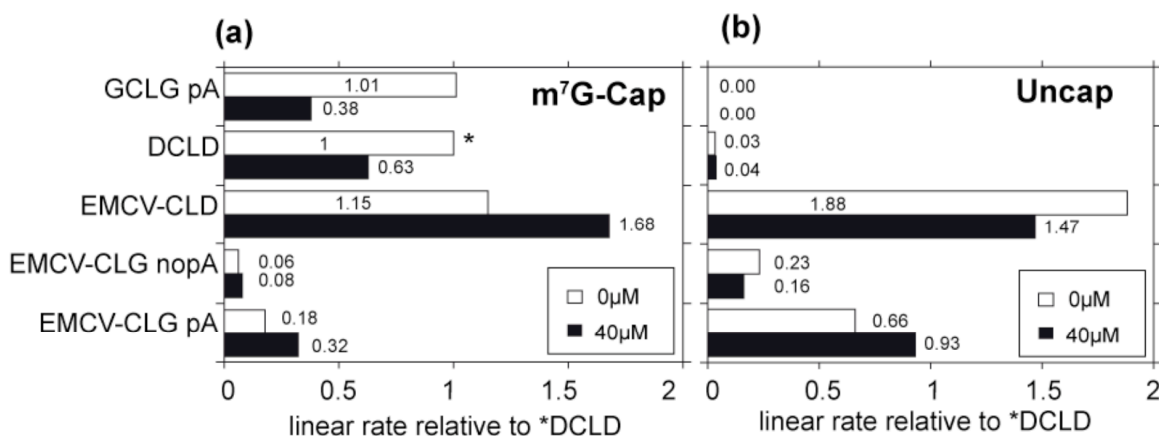 (a)
m⁷G-Cap
GCLG pA
1.01
0.38
DCLD
1
*
0.63
EMCV-CLD
1.15
1.68
EMCV-CLG nopA
0.06
0.08
EMCV-CLG pA
0.18
0.32
0µM
40µM
0 0.5 1 1.5 2
linear rate relative to *DCLD
(b)
Uncap
0.00
0.00
0.03
0.04
1.88
1.47
0.23
0.16
0.66
0.93
0µM
40µM
0 0.5 1 1.5 2
linear rate relative to *DCLD